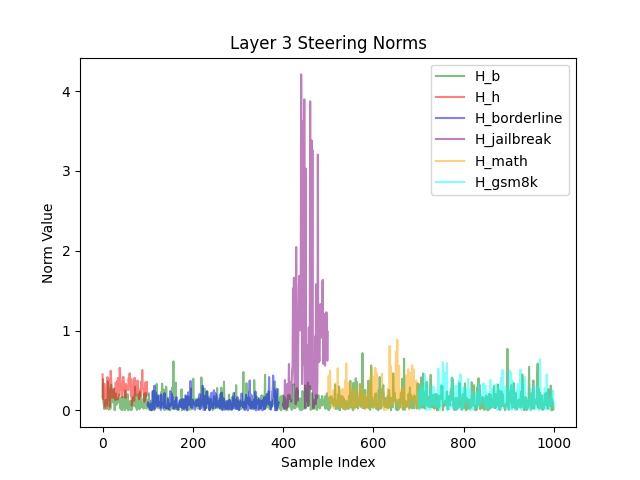 Layer 3 Steering Norms
H_b
H_h
H_borderline
H_jailbreak
H_math
H_gsm8k
Norm Value
4
3
2
1
0
0 200 400 600 800 1000
Sample Index